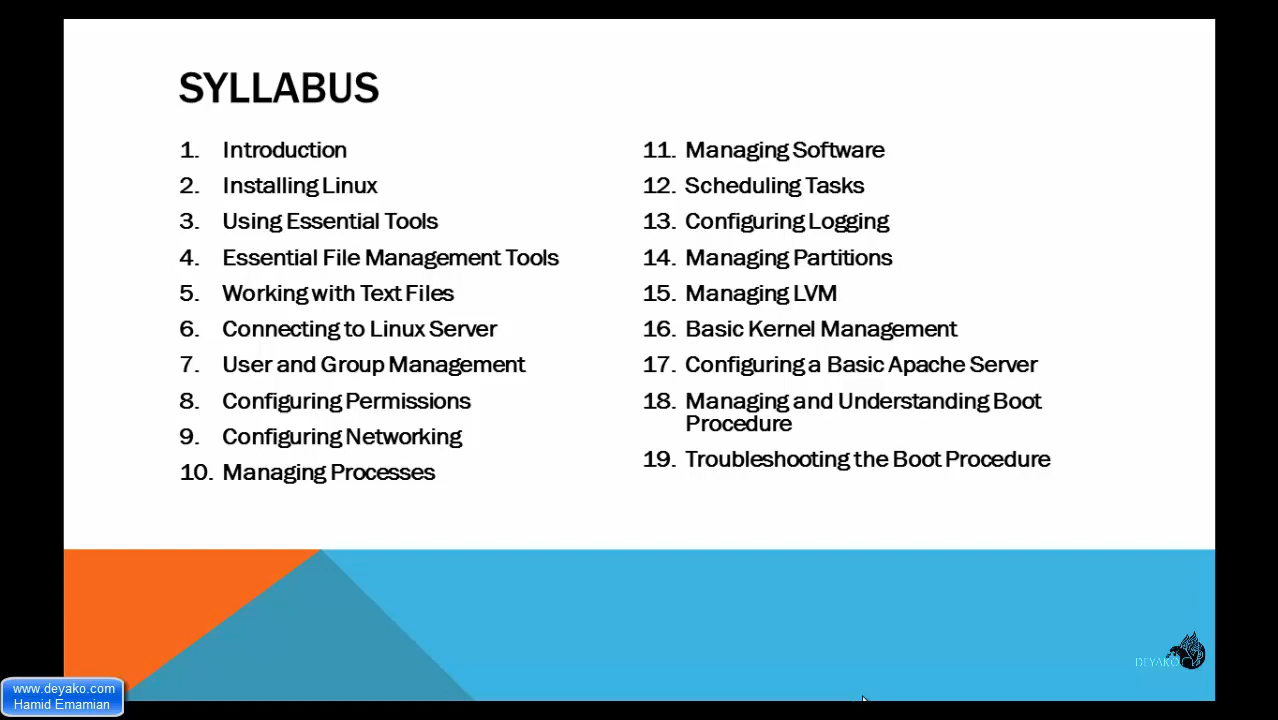 SYLLABUS
1. Introduction
2. Installing Linux
3. Using Essential Tools
4. Essential File Management Tools
5. Working with Text Files
6. Connecting to Linux Server
7. User and Group Management
8. Configuring Permissions
9. Configuring Networking
10. Managing Processes
11. Managing Software
12. Scheduling Tasks
13. Configuring Logging
14. Managing Partitions
15. Managing LVM
16. Basic Kernel Management
17. Configuring a Basic Apache Server
18. Managing and Understanding Boot
Procedure
19. Troubleshooting the Boot Procedure
DEYAKO
www.deyako.com
Hamid Emamian